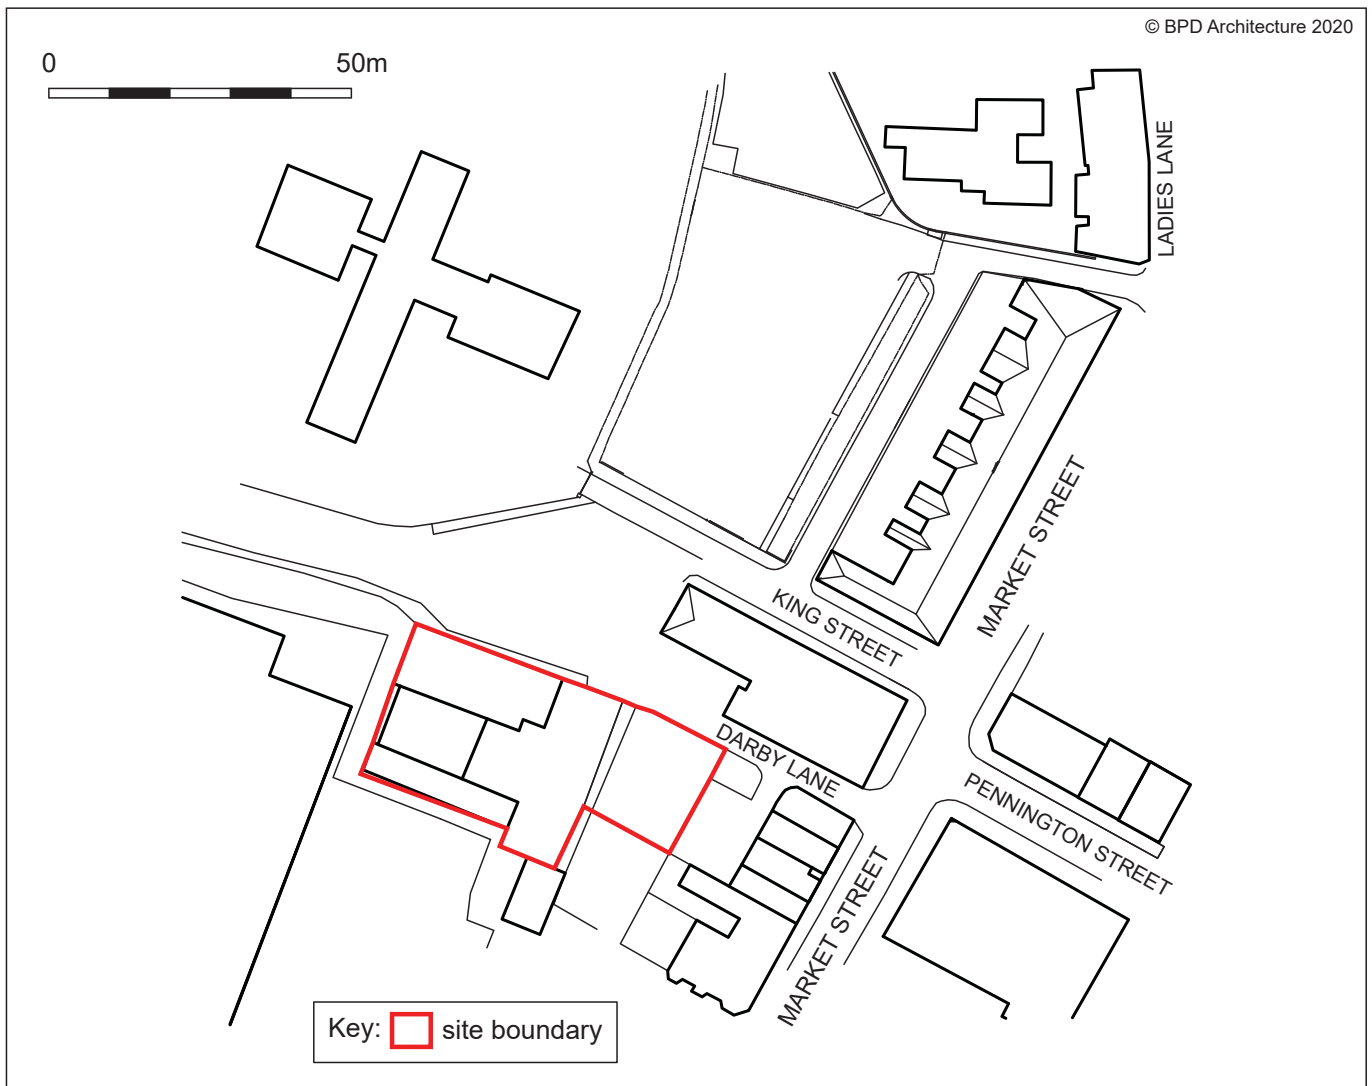 © BPD Architecture 2020
0 50m
LADIES LANE
MARKET STREET
KING STREET
DARBY LANE
PENNINGTON STREET
MARKET STREET
Key: site boundary